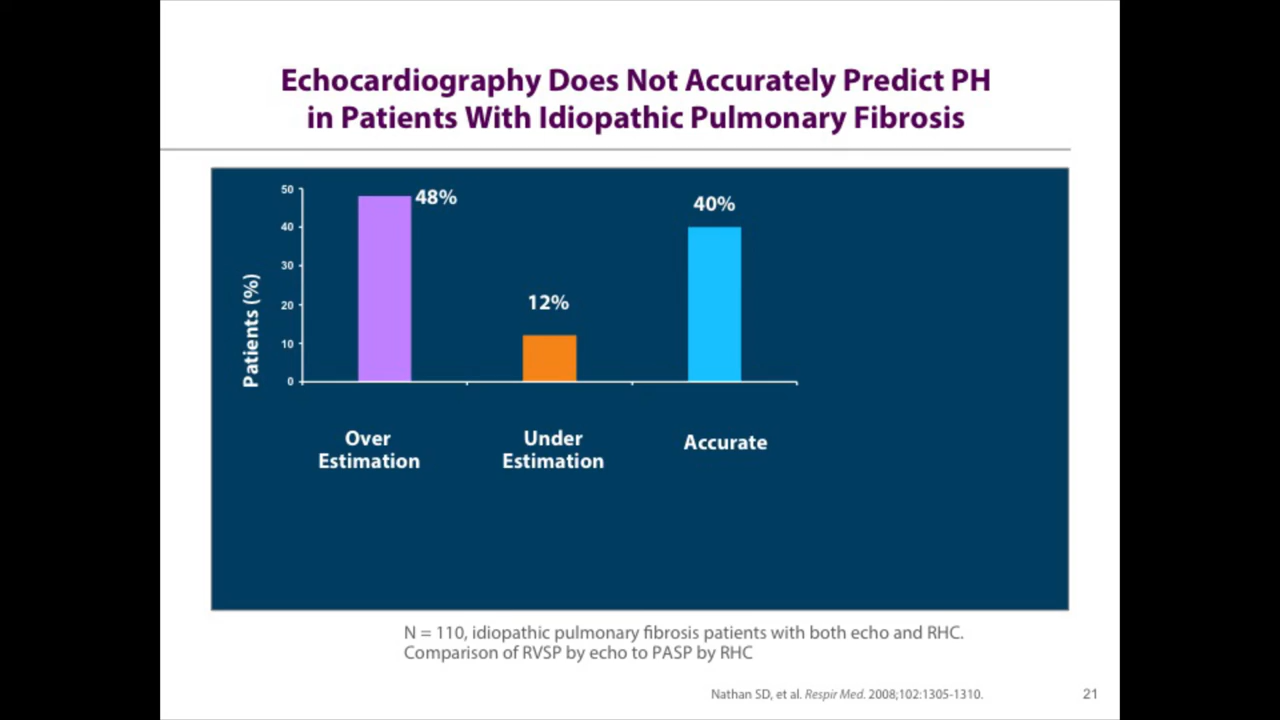 Echocardiography Does Not Accurately Predict PH
in Patients With Idiopathic Pulmonary Fibrosis
Patients (%)
50
40
30
20
10
0
48%
12%
40%
Over
Estimation
Under
Estimation
Accurate
N = 110, idiopathic pulmonary fibrosis patients with both echo and RHC.
Comparison of RVSP by echo to PASP by RHC
Nathan SD, et al. Respir Med. 2008;102:1305-1310.
21